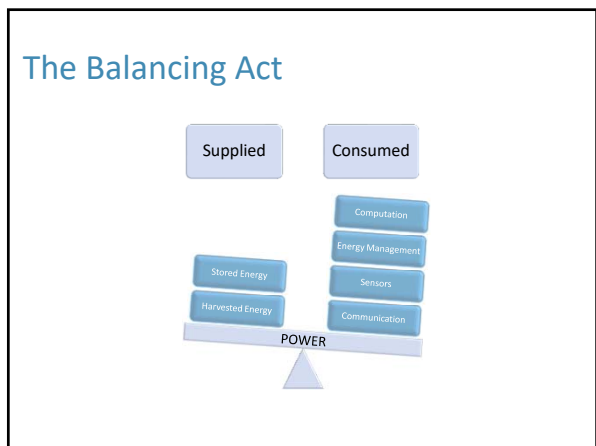 The Balancing Act
Supplied
Consumed
Computation
Energy Management
Stored Energy
Sensors
Harvested Energy
Communication
POWER